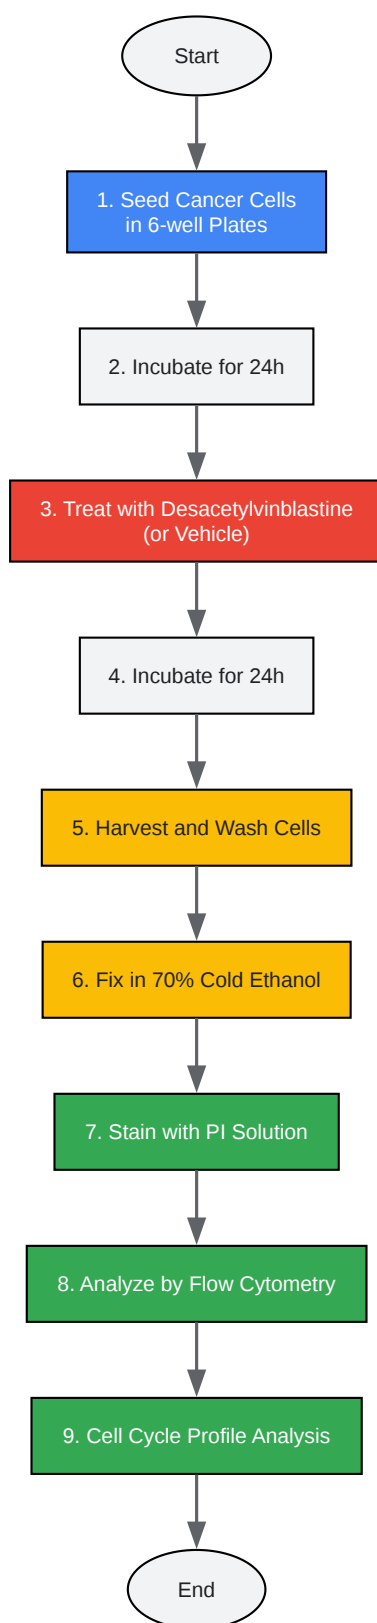 Start
1. Seed Cancer Cells
in 6-well Plates
2. Incubate for 24h
3. Treat with Desacetylvinblastine
(or Vehicle)
4. Incubate for 24h
5. Harvest and Wash Cells
6. Fix in 70% Cold Ethanol
7. Stain with PI Solution
8. Analyze by Flow Cytometry
9. Cell Cycle Profile Analysis
End